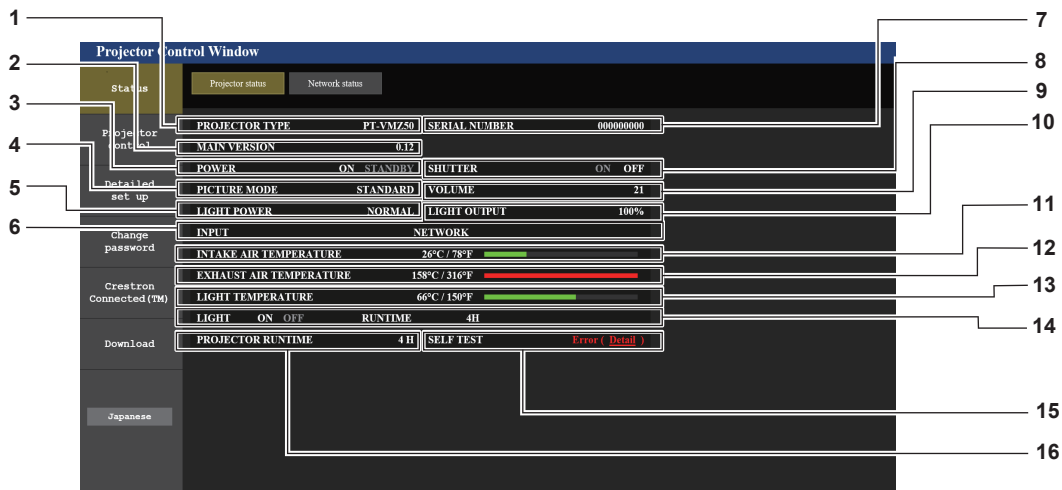 1
7
Projector Control Window
2
8
Status
Projector status Network status
9
3
PROJECTOR TYPE PT-VMZ50 SERIAL NUMBER 000000000
10
Projector
control
MAIN VERSION 0.12
4
POWER ON STANDBY SHUTTER ON OFF
Detailed
set up
PICTURE MODE STANDARD VOLUME 21
5
LIGHT POWER NORMAL LIGHT OUTPUT 100%
11
6
INPUT NETWORK
Change
password
INTAKE AIR TEMPERATURE 26°C / 78°F
12
EXHAUST AIR TEMPERATURE 158°C / 316°F
13
Crestron
Connected(TM)
LIGHT TEMPERATURE 66°C / 150°F
14
LIGHT ON OFF RUNTIME 4H
Download
PROJECTOR RUNTIME 4 H SELF TEST Error ( Detail )
Japanese
15
16